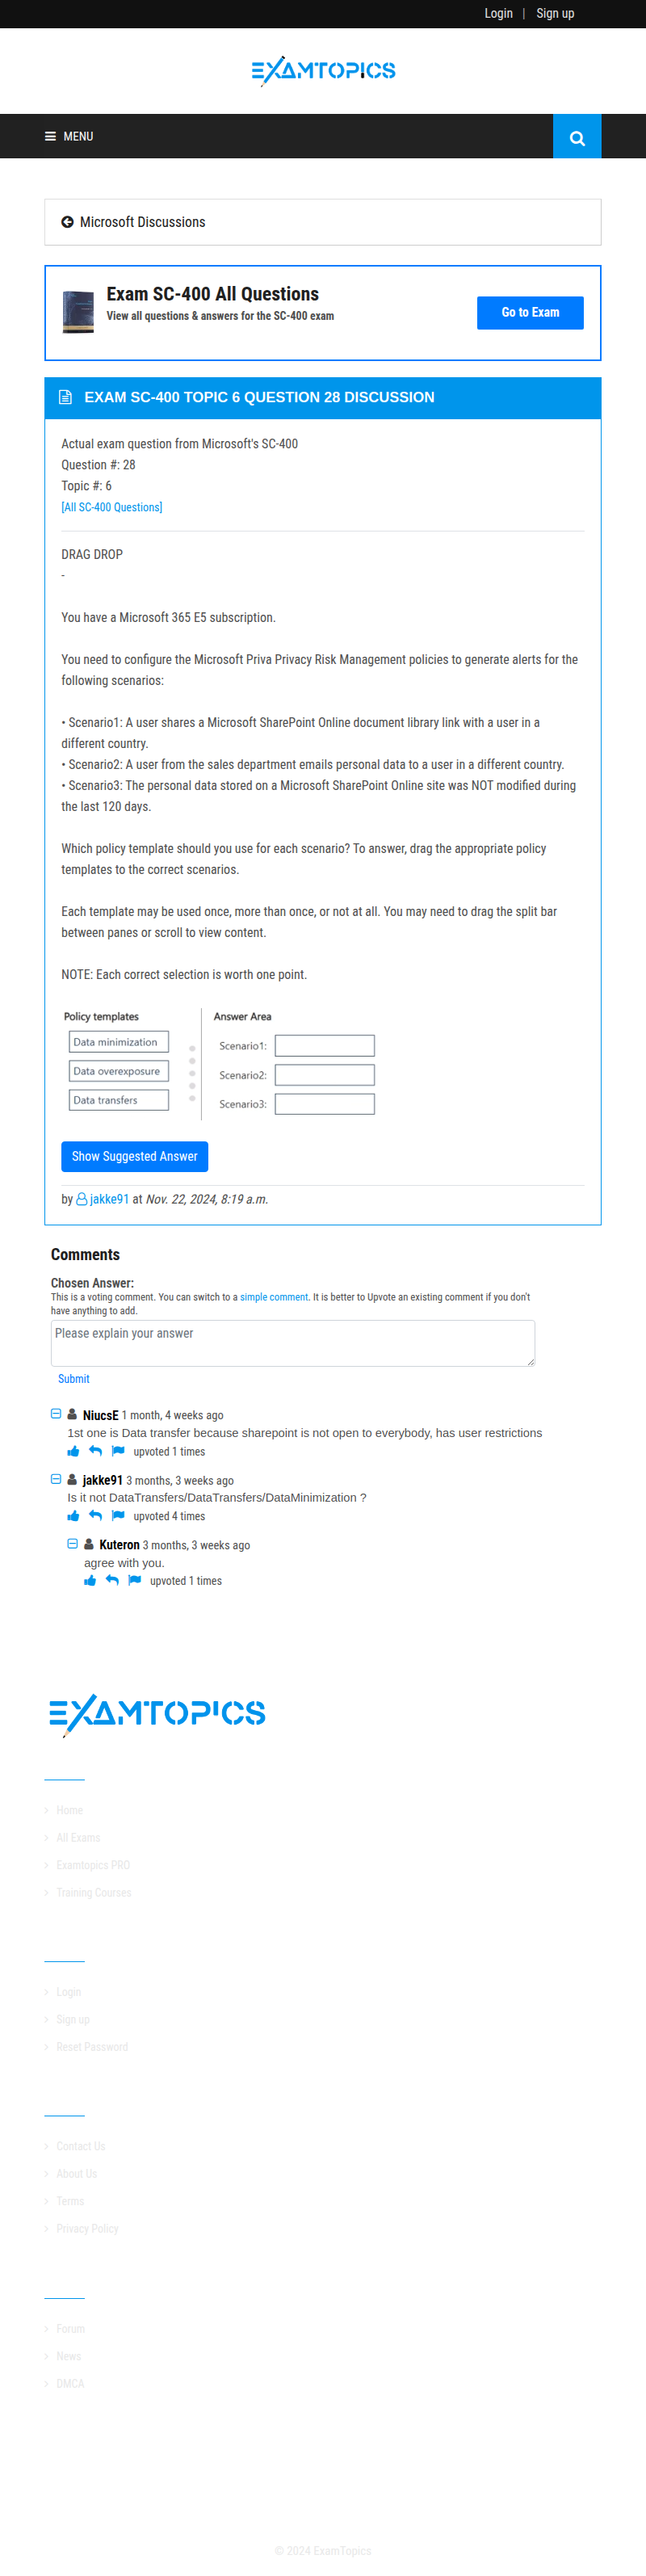 Login | Sign up
EXAMTOPICS
MENU
Microsoft Discussions
Exam SC-400 All Questions
View all questions & answers for the SC-400 exam
Go to Exam
EXAM SC-400 TOPIC 6 QUESTION 28 DISCUSSION
Actual exam question from Microsoft's SC-400
Question #: 28
Topic #: 6
[All SC-400 Questions]
DRAG DROP
-
You have a Microsoft 365 E5 subscription.
You need to configure the Microsoft Priva Privacy Risk Management policies to generate alerts for the
following scenarios:
• Scenario1: A user shares a Microsoft SharePoint Online document library link with a user in a
different country.
• Scenario2: A user from the sales department emails personal data to a user in a different country.
• Scenario3: The personal data stored on a Microsoft SharePoint Online site was NOT modified during
the last 120 days.
Which policy template should you use for each scenario? To answer, drag the appropriate policy
templates to the correct scenarios.
Each template may be used once, more than once, or not at all. You may need to drag the split bar
between panes or scroll to view content.
NOTE: Each correct selection is worth one point.
Policy templates
Data minimization
Data overexposure
Data transfers
Answer Area
Scenario1:
Scenario2:
Scenario3:
Show Suggested Answer
by jakke91 at Nov. 22, 2024, 8:19 a.m.
Comments
Chosen Answer:
This is a voting comment. You can switch to a simple comment. It is better to Upvote an existing comment if you don't
have anything to add.
Please explain your answer
Submit
NiucsE 1 month, 4 weeks ago
1st one is Data transfer because sharepoint is not open to everybody, has user restrictions
upvoted 1 times
jakke91 3 months, 3 weeks ago
Is it not DataTransfers/DataTransfers/DataMinimization ?
upvoted 4 times
Kuteron 3 months, 3 weeks ago
agree with you.
upvoted 1 times
EXAMTOPICS
Home
All Exams
Examtopics PRO
Training Courses
Login
Sign up
Reset Password
Contact Us
About Us
Terms
Privacy Policy
Forum
News
DMCA
© 2024 ExamTopics